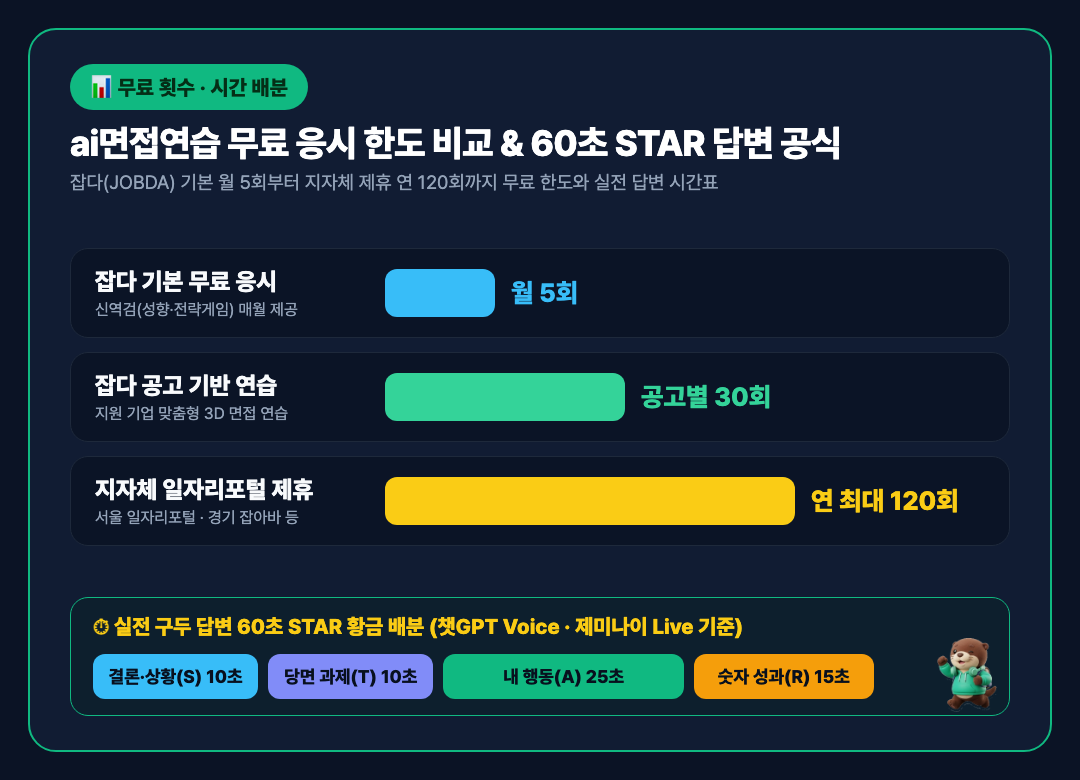 📊 무료 횟수 · 시간 배분
ai면접연습 무료 응시 한도 비교 & 60초 STAR 답변 공식
잡다(JOBDA) 기본 월 5회부터 지자체 제휴 연 120회까지 무료 한도와 실전 답변 시간표
잡다 기본 무료 응시
신역검(성향·전략게임) 매월 제공
월 5회
잡다 공고 기반 연습
지원 기업 맞춤형 3D 면접 연습
공고별 30회
지자체 일자리포털 제휴
서울 일자리포털 · 경기 잡아바 등
연 최대 120회
⏱ 실전 구두 답변 60초 STAR 황금 배분 (챗GPT Voice · 제미나이 Live 기준)
결론·상황(S) 10초
당면 과제(T) 10초
내 행동(A) 25초
숫자 성과(R) 15초